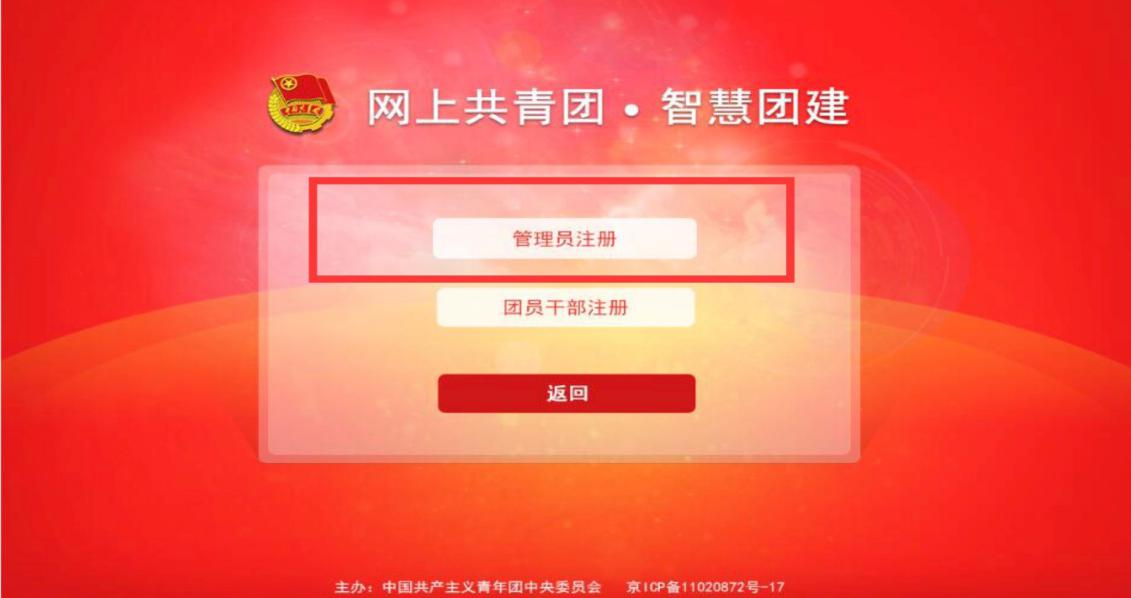 网上共青团·智慧团建
管理员注册
团员干部注册
返回
主办：中国共产主义青年团中央委员会 京ICP备11020872号-17